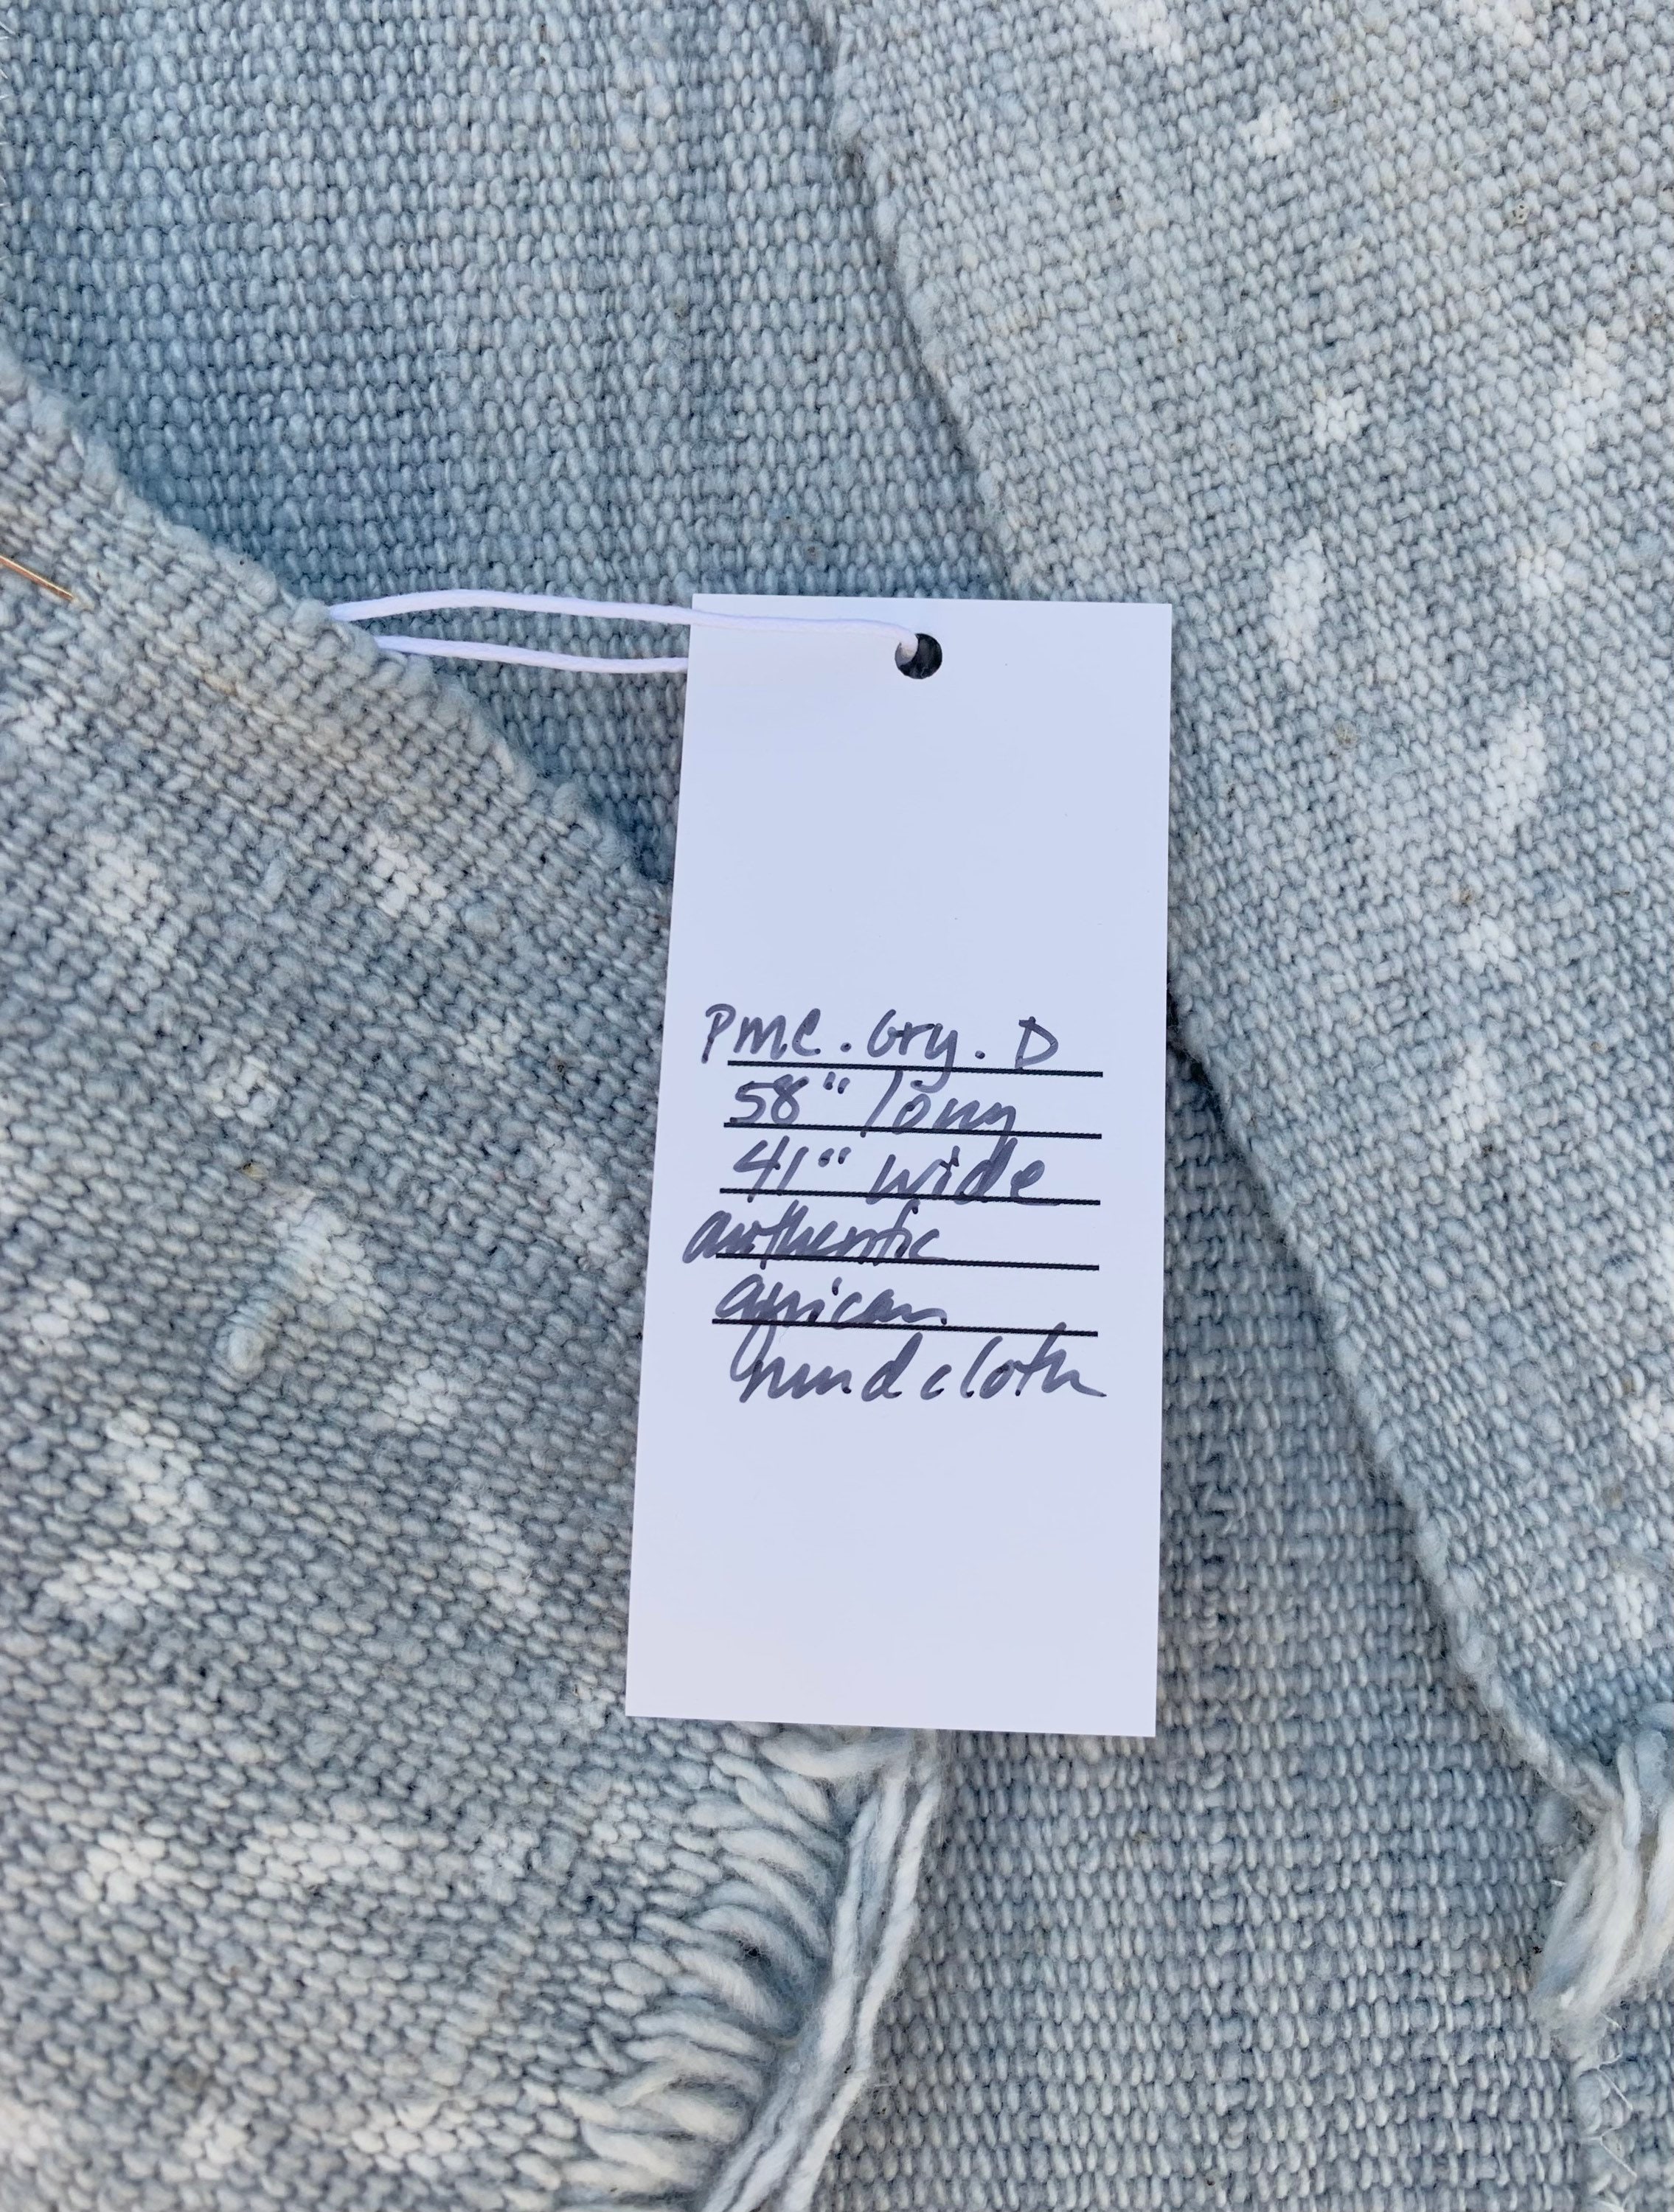 PMC . Gry . D
58" long
41" wide
authentic
african
mudcloth